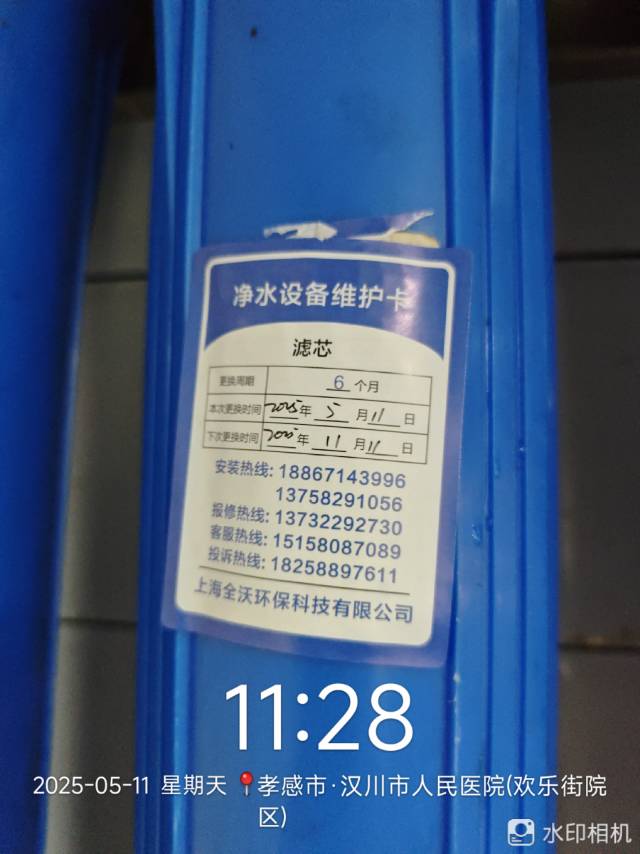 净水设备维护卡
滤芯
更换周期 6 个月
本次更换时间 2025年 5 月 11 日
下次更换时间 年 11 月 11 日
安装热线: 18867143996
13758291056
报修热线: 13732292730
客服热线: 15158087089
投诉热线: 18258897611
上海全沃环保科技有限公司
11:28
2025-05-11 星期天 孝感市·汉川市人民医院(欢乐街院
区)
水印相机